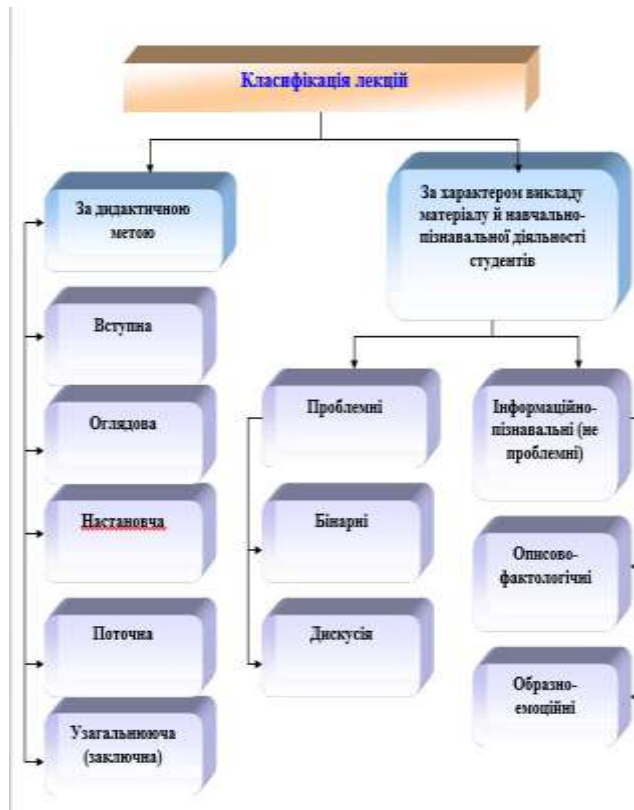 Класифікація лекцій
За дидактичною
метою
За характером викладу
матеріалу й навчально-
пізнавальної діяльності
студентів
Вступна
Оглядова
Настановча
Поточна
Узагальнююча
(заключна)
Проблемні
Бінарні
Дискусія
Інформаційно-
пізнавальні (не
проблемні)
Описово-
фактологічні
Образно-
емоційні